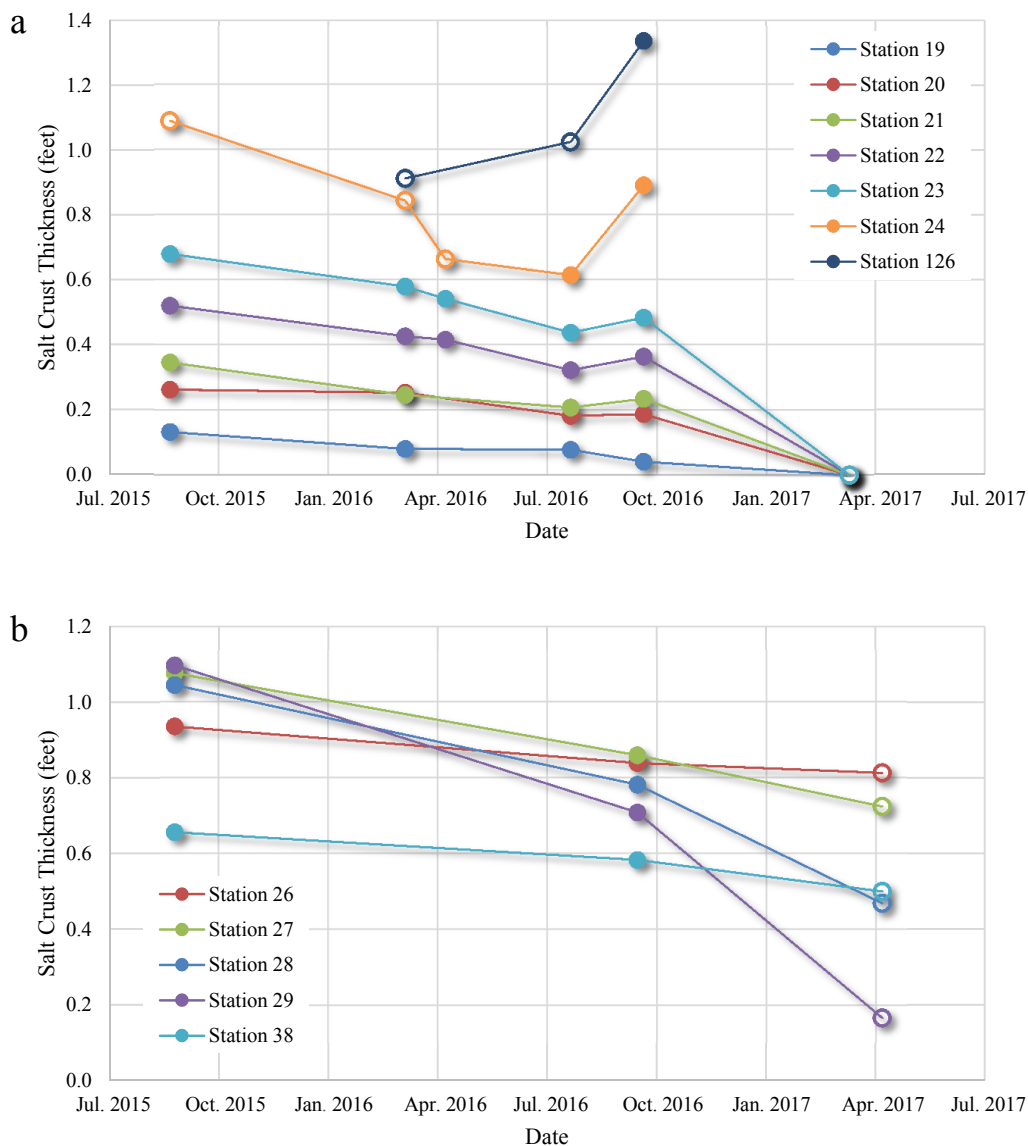 a
1.4
1.2
1.0
0.8
0.6
0.4
0.2
0.0
Salt Crust Thickness (feet)
Station 19
Station 20
Station 21
Station 22
Station 23
Station 24
Station 126
Jul. 2015 Oct. 2015 Jan. 2016 Apr. 2016 Jul. 2016 Oct. 2016 Jan. 2017 Apr. 2017 Jul. 2017
Date
b
1.2
1.0
0.8
0.6
0.4
0.2
0.0
Salt Crust Thickness (feet)
Station 26
Station 27
Station 28
Station 29
Station 38
Jul. 2015 Oct. 2015 Jan. 2016 Apr. 2016 Jul. 2016 Oct. 2016 Jan. 2017 Apr. 2017 Jul. 2017
Date